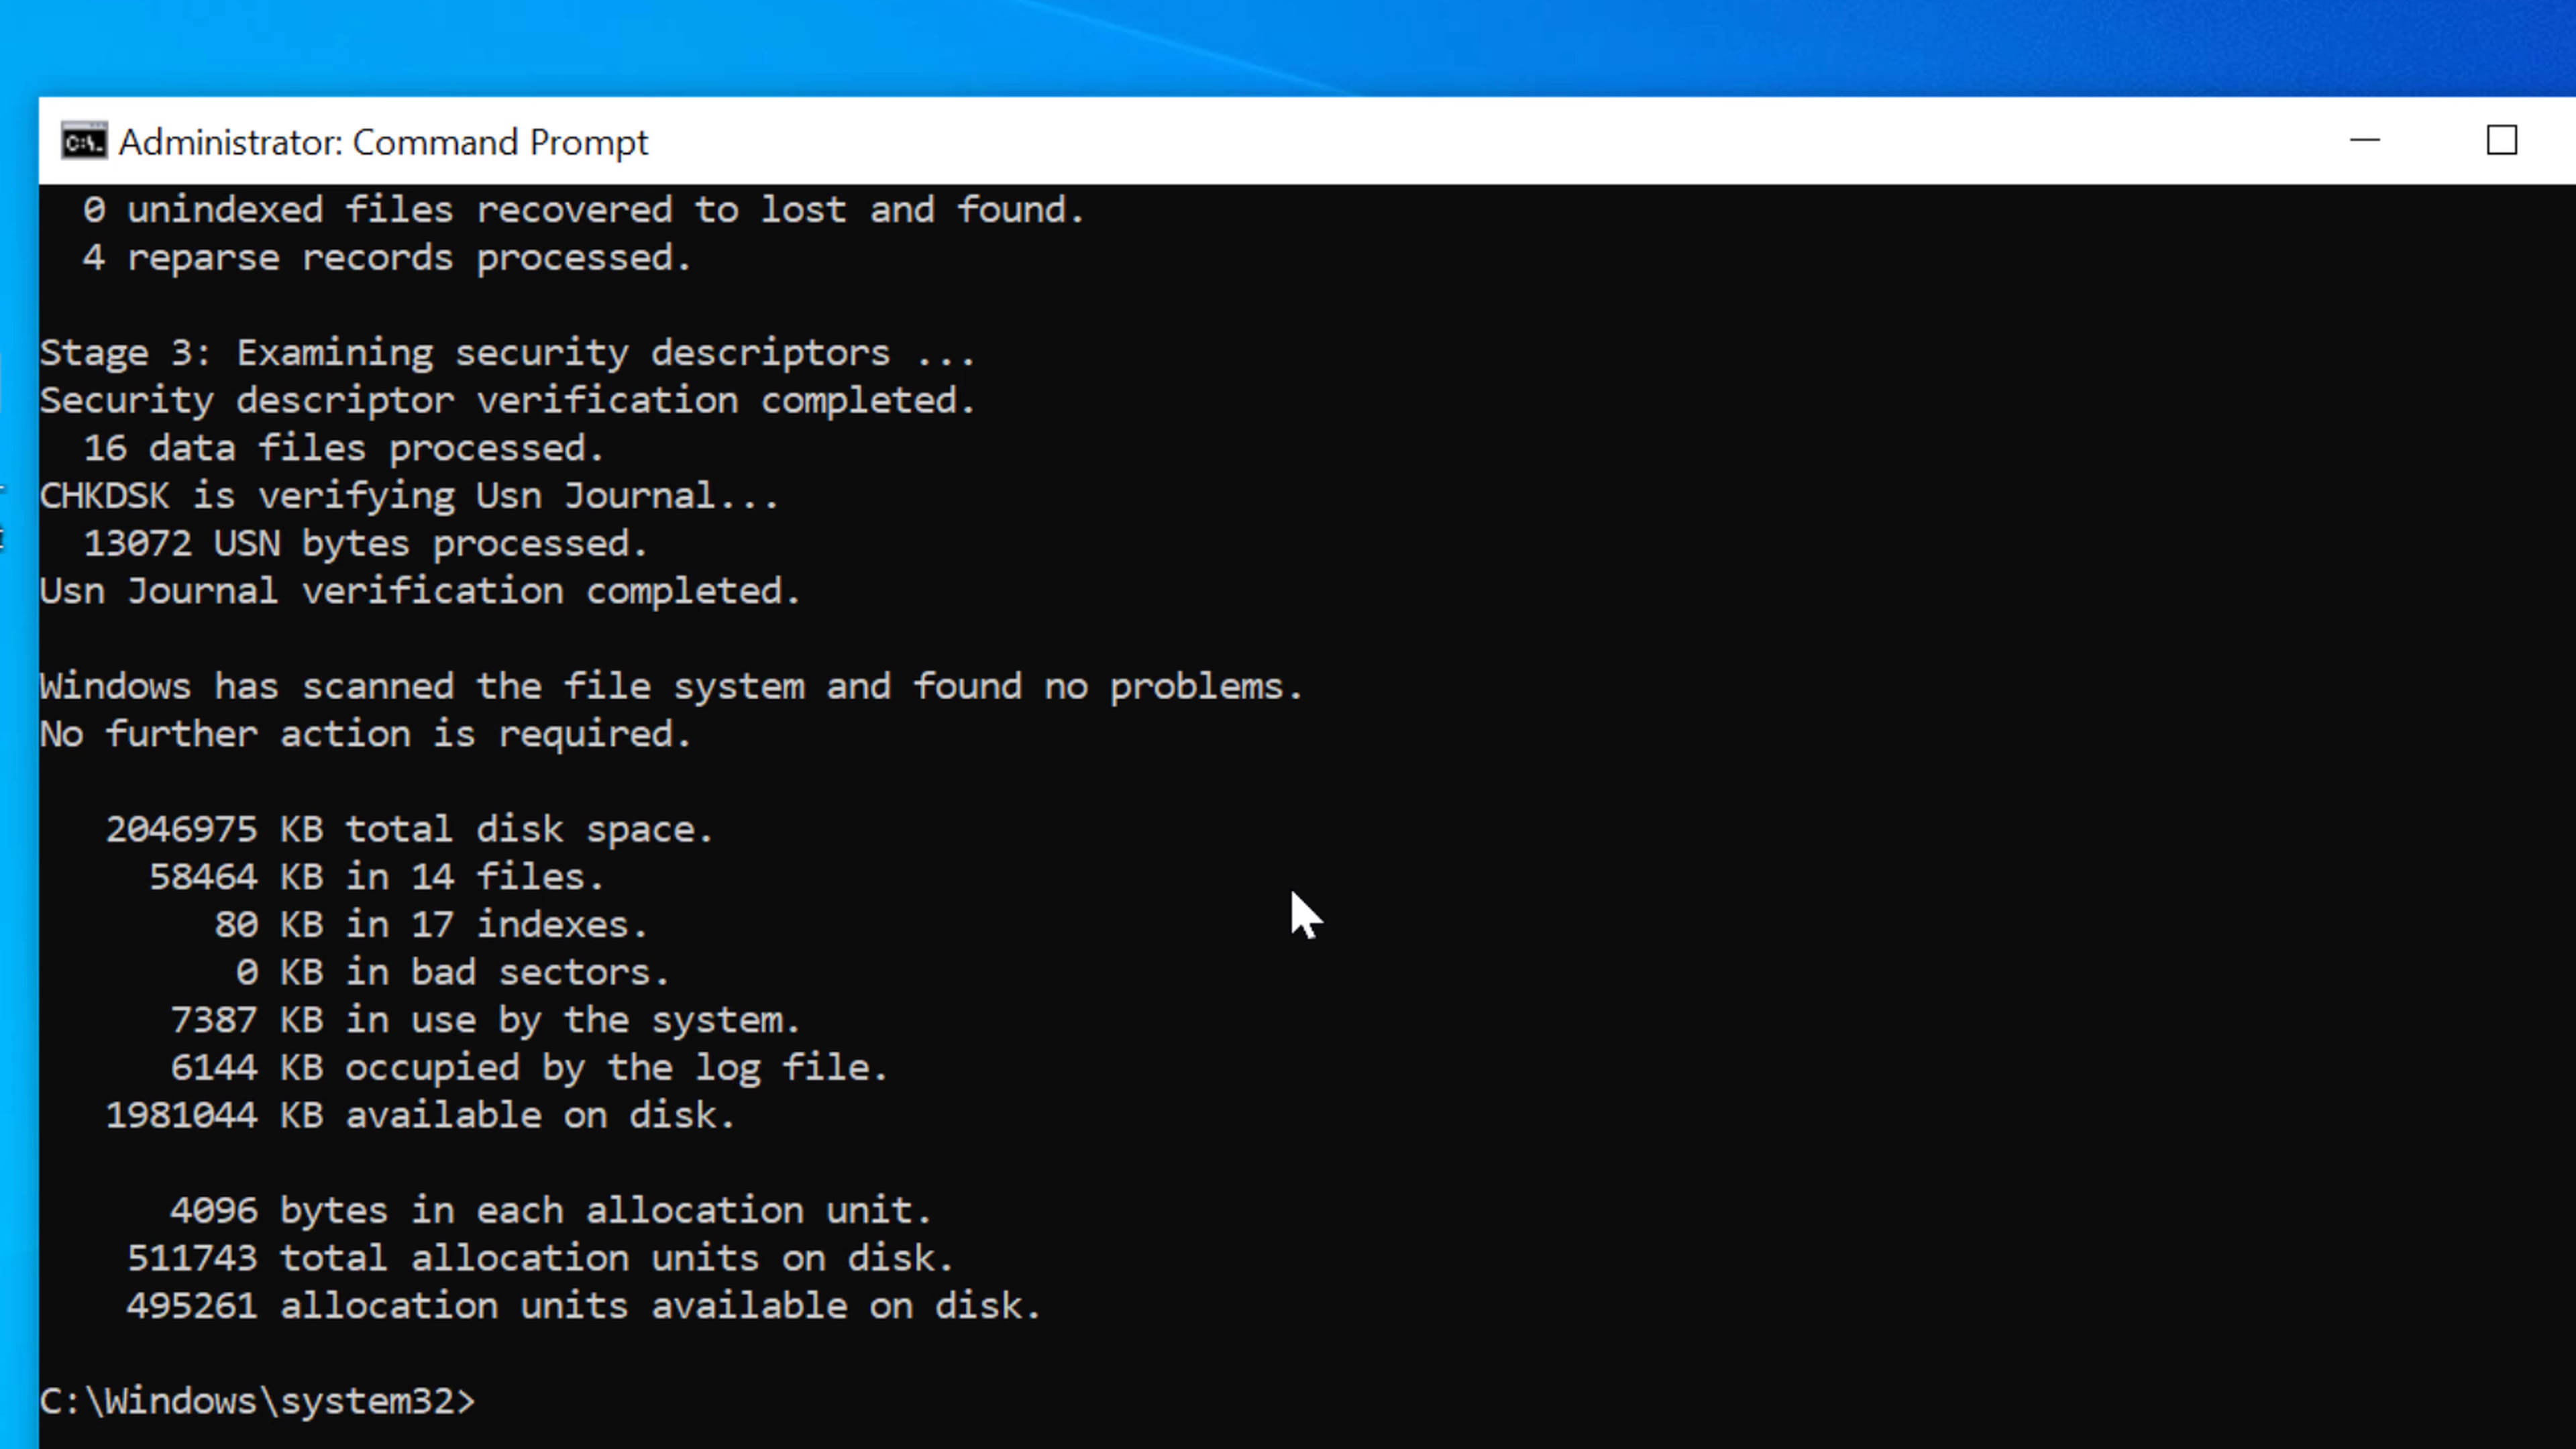 Administrator: Command Prompt
0 unindexed files recovered to lost and found.
4 reparse records processed.
Stage 3: Examining security descriptors ...
Security descriptor verification completed.
16 data files processed.
CHKDSK is verifying Usn Journal...
13072 USN bytes processed.
Usn Journal verification completed.
Windows has scanned the file system and found no problems.
No further action is required.
2046975 KB total disk space.
58464 KB in 14 files.
80 KB in 17 indexes.
0 KB in bad sectors.
7387 KB in use by the system.
6144 KB occupied by the log file.
1981044 KB available on disk.
4096 bytes in each allocation unit.
511743 total allocation units on disk.
495261 allocation units available on disk.
C:\Windows\system32>